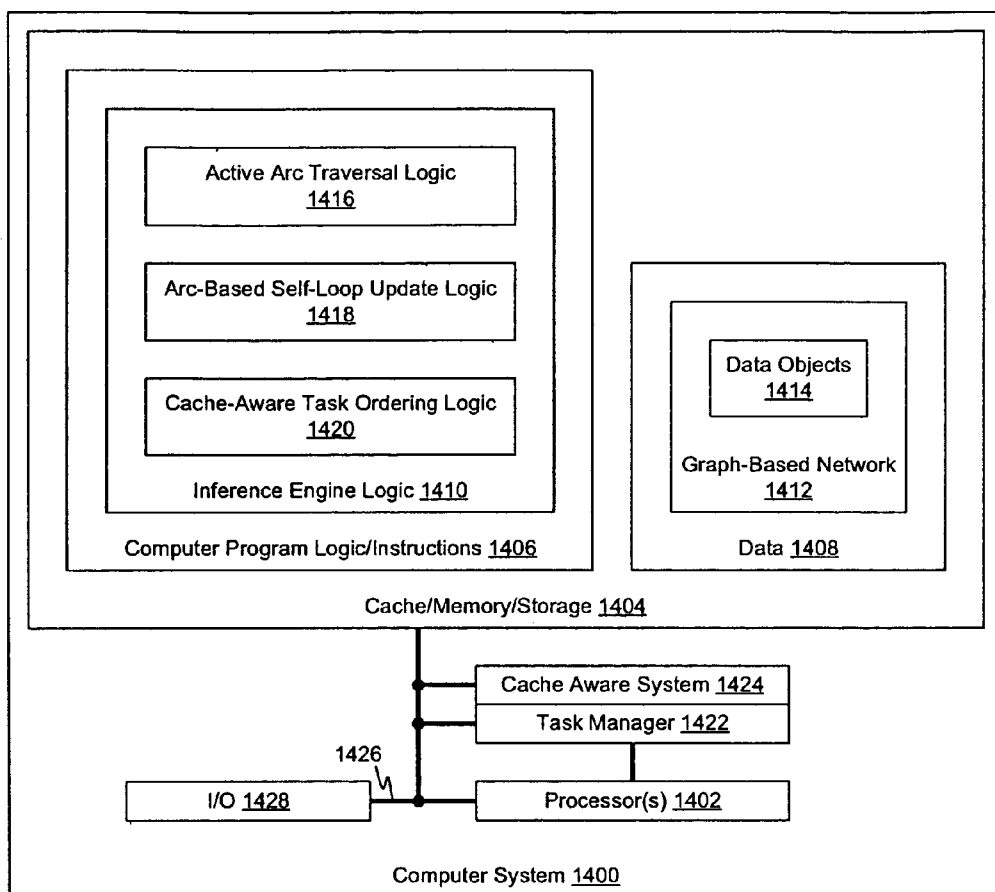 Active Arc Traversal Logic
1416
Arc-Based Self-Loop Update Logic
1418
Cache-Aware Task Ordering Logic
1420
Inference Engine Logic 1410
Computer Program Logic/Instructions 1406
Data Objects
1414
Graph-Based Network
1412
Data 1408
Cache/Memory/Storage 1404
Cache Aware System 1424
Task Manager 1422
1426
I/O 1428
Processor(s) 1402
Computer System 1400